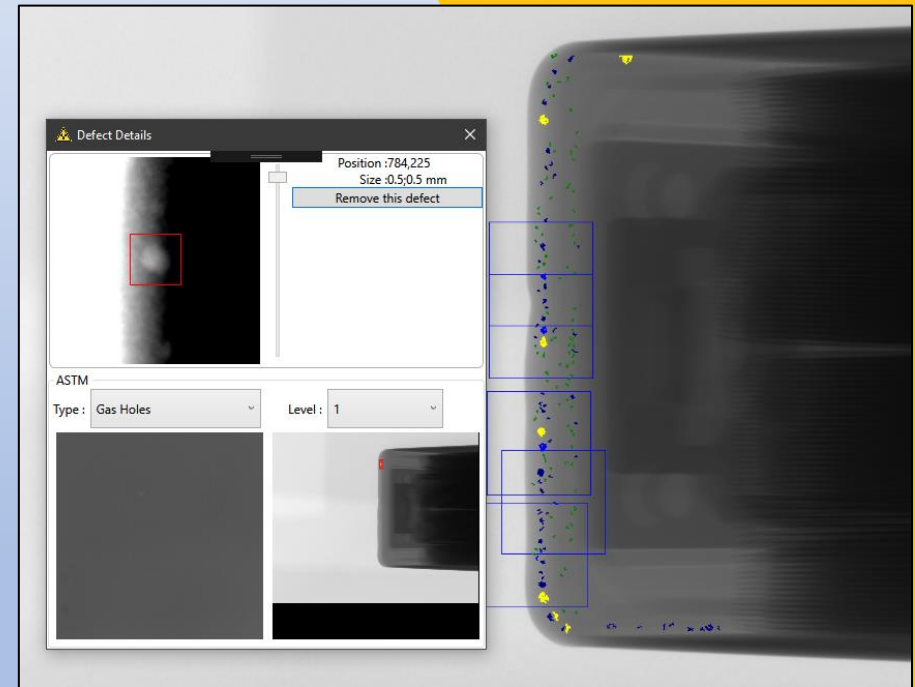 Defect Details
Position :784,225
Size :0.5;0.5 mm
Remove this defect
ASTM
Type : Gas Holes Level : 1